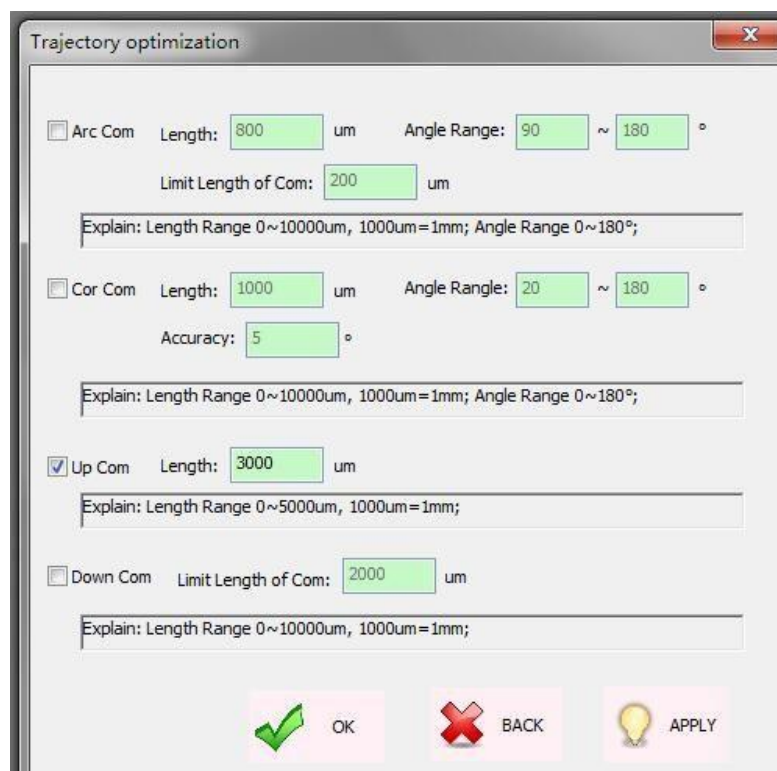 Trajectory optimization
x
Arc Com Length: 800 um Angle Range: 90 ~ 180 °
Limit Length of Com: 200 um
Explain: Length Range 0~10000um, 1000um=1mm; Angle Range 0~180°;
Cor Com Length: 1000 um Angle Rangle: 20 ~ 180 °
Accuracy: 5 °
Explain: Length Range 0~10000um, 1000um=1mm; Angle Range 0~180°;
Up Com Length: 3000 um
Explain: Length Range 0~5000um, 1000um=1mm;
Down Com Limit Length of Com: 2000 um
Explain: Length Range 0~10000um, 1000um=1mm;
OK BACK APPLY